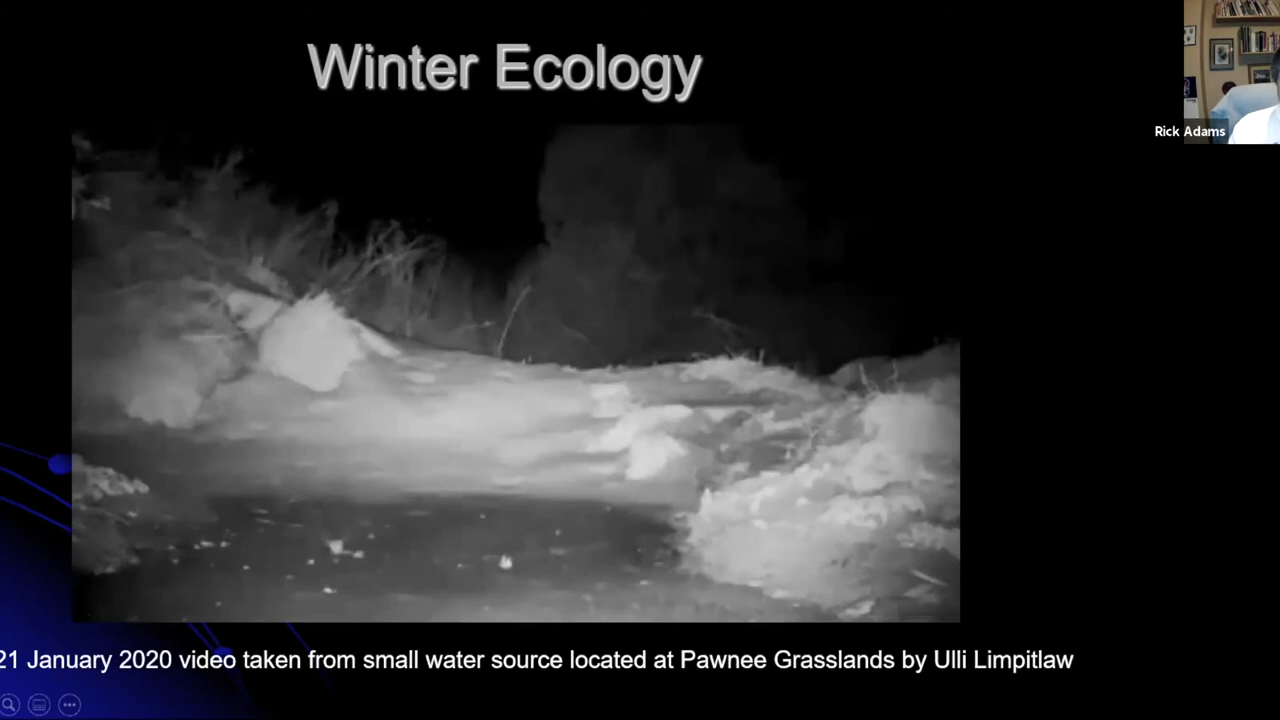 Winter Ecology
Rick Adams
21 January 2020 video taken from small water source located at Pawnee Grasslands by Ulli Limpitlaw